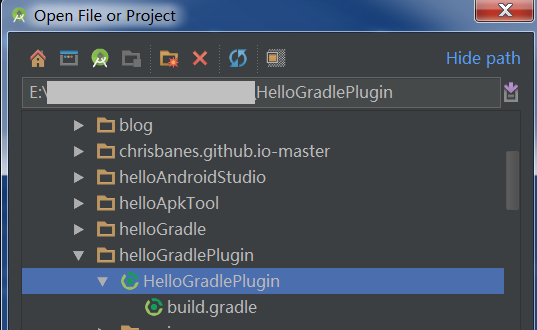 Open File or Project
Hide path
E:\ HelloGradlePlugin
blog
chrisbanes.github.io-master
helloAndroidStudio
helloApkTool
helloGradle
helloGradlePlugin
HelloGradlePlugin
build.gradle